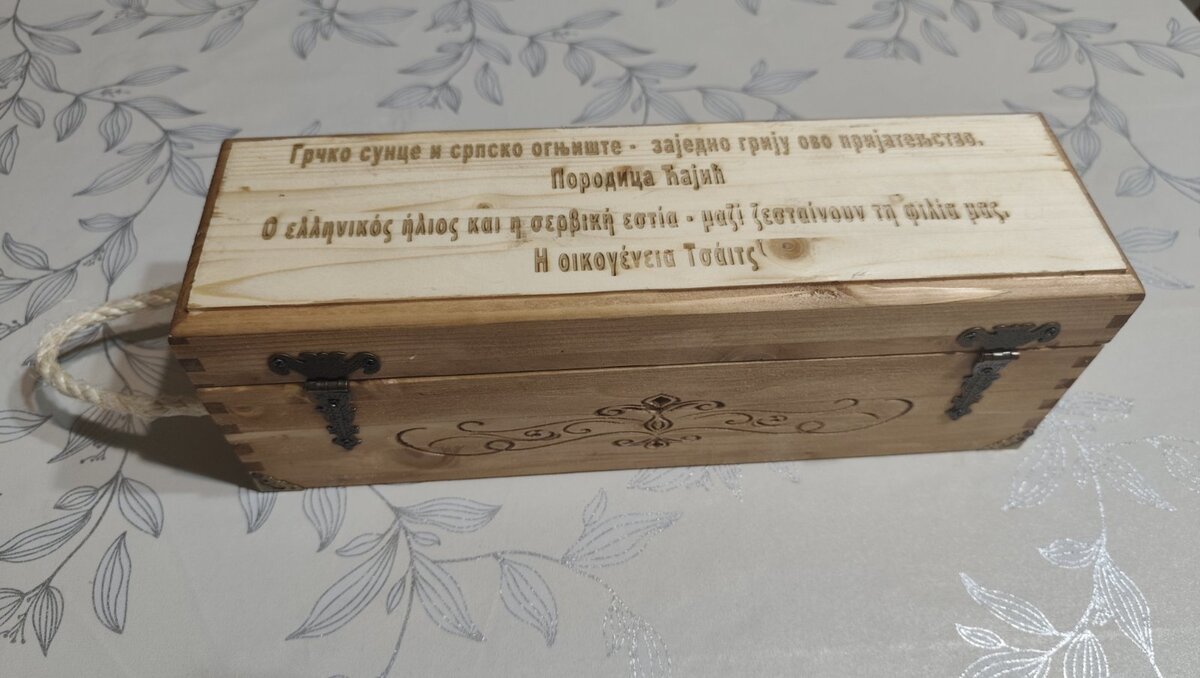 Грчко сунце и српско огњиште - заједно грију ово пријатељство.
Породица Ћајић
Ο ελληνικός ήλιος και η σερβική εστία - μαζί ζεσταίνουν τη φιλία μας.
Η οικογένεια Τσάιτς